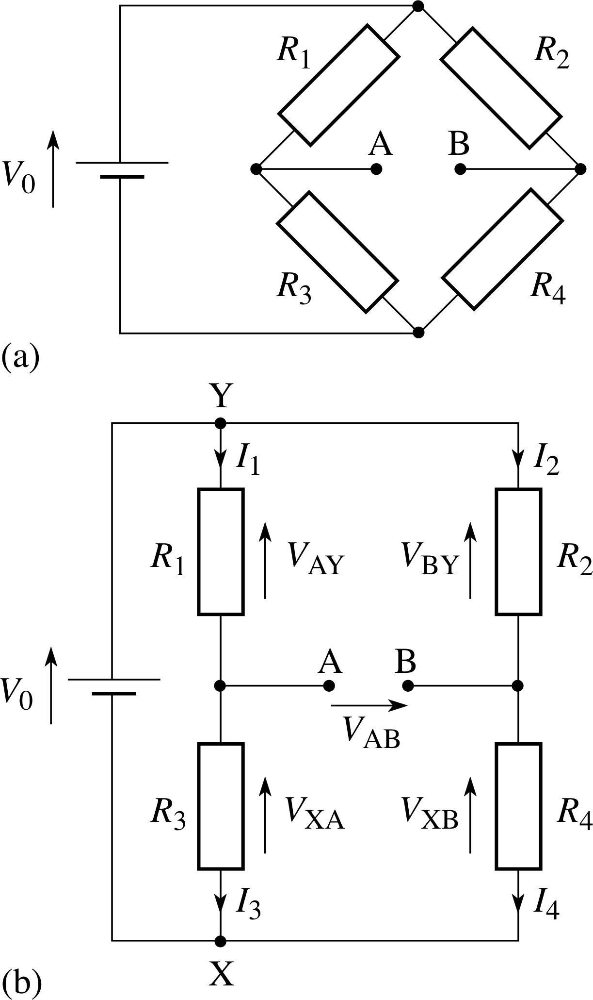 R1 R2
A B
V0
R3 R4
(a)
Y
I1 I2
R1 VAY VBY R2
A B
V0
VAB
R3 VXA VXB R4
I3 I4
X
(b)